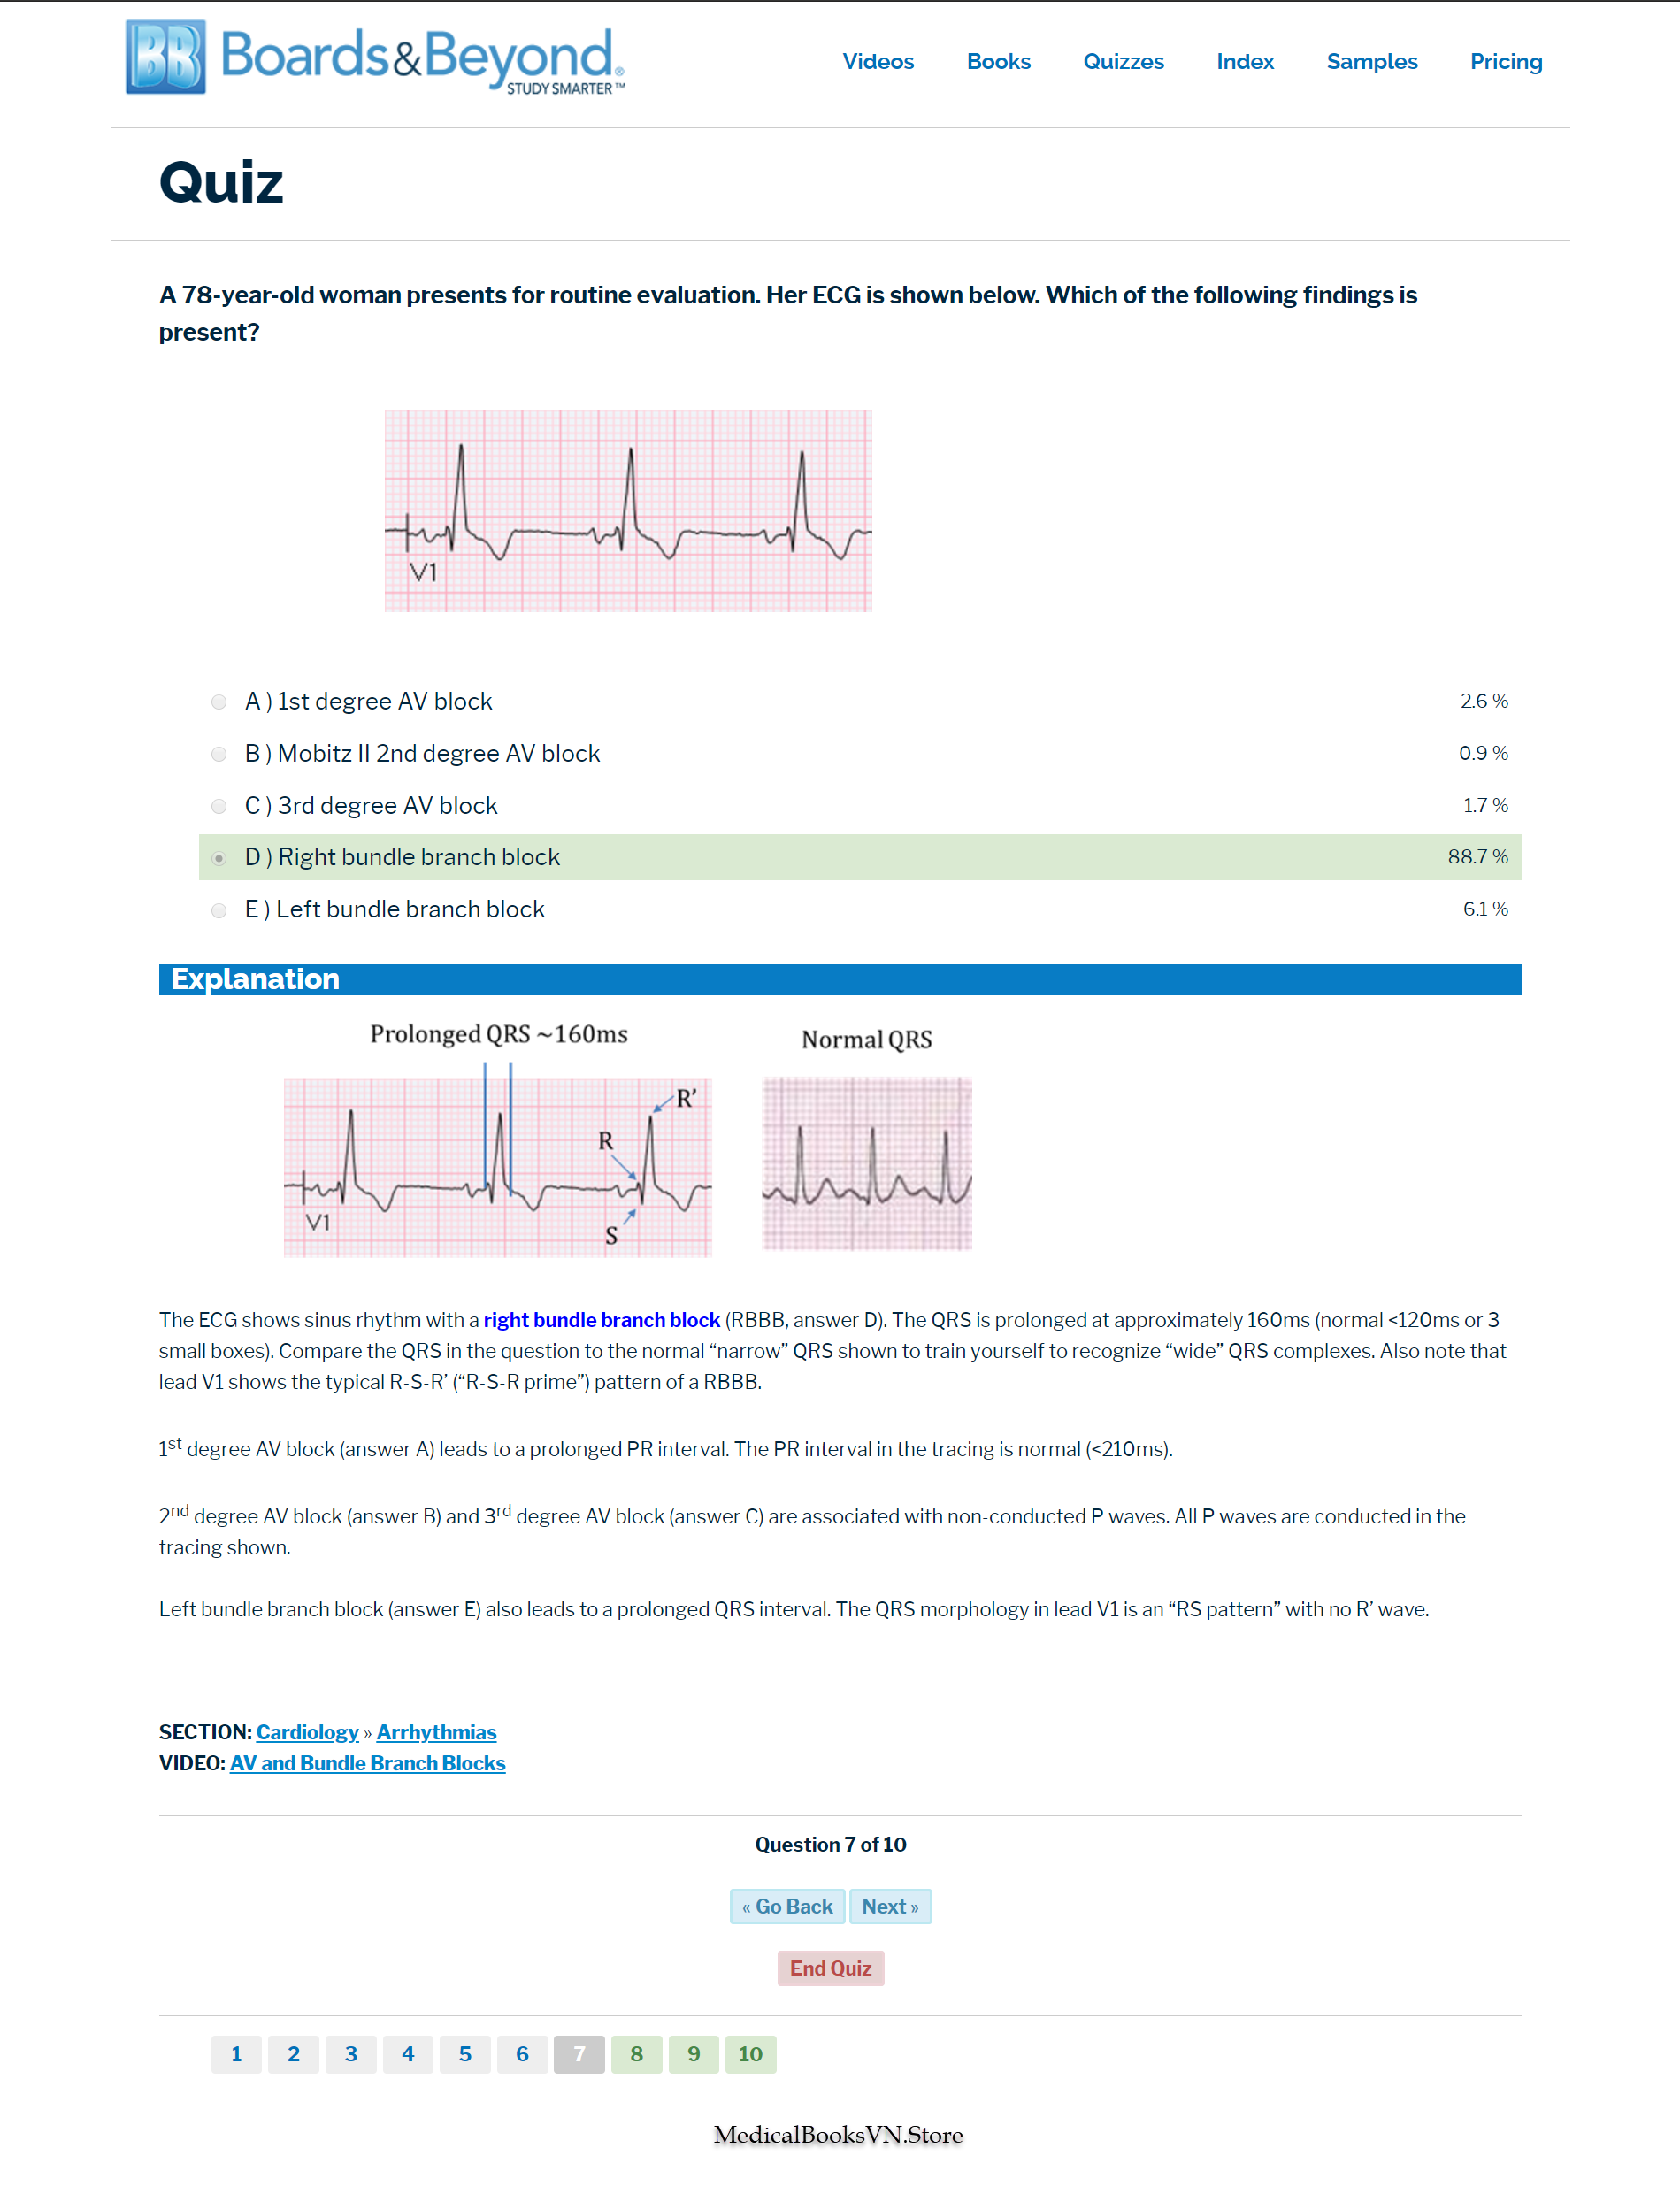 BB Boards&Beyond®
STUDY SMARTER™
Videos Books Quizzes Index Samples Pricing
Quiz
A 78-year-old woman presents for routine evaluation. Her ECG is shown below. Which of the following findings is
present?
V1
A ) 1st degree AV block 2.6 %
B ) Mobitz II 2nd degree AV block 0.9 %
C ) 3rd degree AV block 1.7 %
D ) Right bundle branch block 88.7 %
E ) Left bundle branch block 6.1 %
Explanation
Prolonged QRS ~160ms Normal QRS
R'
R
S
V1
The ECG shows sinus rhythm with a right bundle branch block (RBBB, answer D). The QRS is prolonged at approximately 160ms (normal <120ms or 3
small boxes). Compare the QRS in the question to the normal “narrow” QRS shown to train yourself to recognize “wide” QRS complexes. Also note that
lead V1 shows the typical R-S-R’ (“R-S-R prime”) pattern of a RBBB.
1st degree AV block (answer A) leads to a prolonged PR interval. The PR interval in the tracing is normal (<210ms).
2nd degree AV block (answer B) and 3rd degree AV block (answer C) are associated with non-conducted P waves. All P waves are conducted in the
tracing shown.
Left bundle branch block (answer E) also leads to a prolonged QRS interval. The QRS morphology in lead V1 is an “RS pattern” with no R’ wave.
SECTION: Cardiology » Arrhythmias
VIDEO: AV and Bundle Branch Blocks
Question 7 of 10
« Go Back Next »
End Quiz
1 2 3 4 5 6 7 8 9 10
MedicalBooksVN.Store